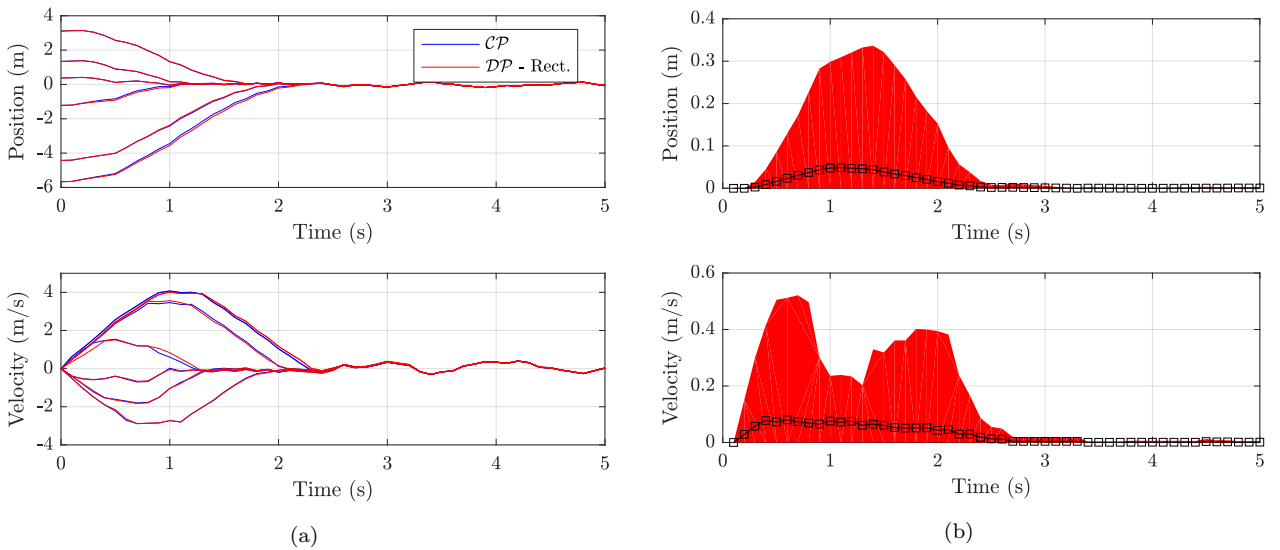 4
2
0
-2
-4
-6
Position (m)
CP
DP - Rect.
0 1 2 3 4 5
Time (s)
4
2
0
-2
-4
Velocity (m/s)
0 1 2 3 4 5
Time (s)
(a)
0.4
0.3
0.2
0.1
0
Position (m)
0 1 2 3 4 5
Time (s)
0.6
0.4
0.2
0
Velocity (m/s)
0 1 2 3 4 5
Time (s)
(b)